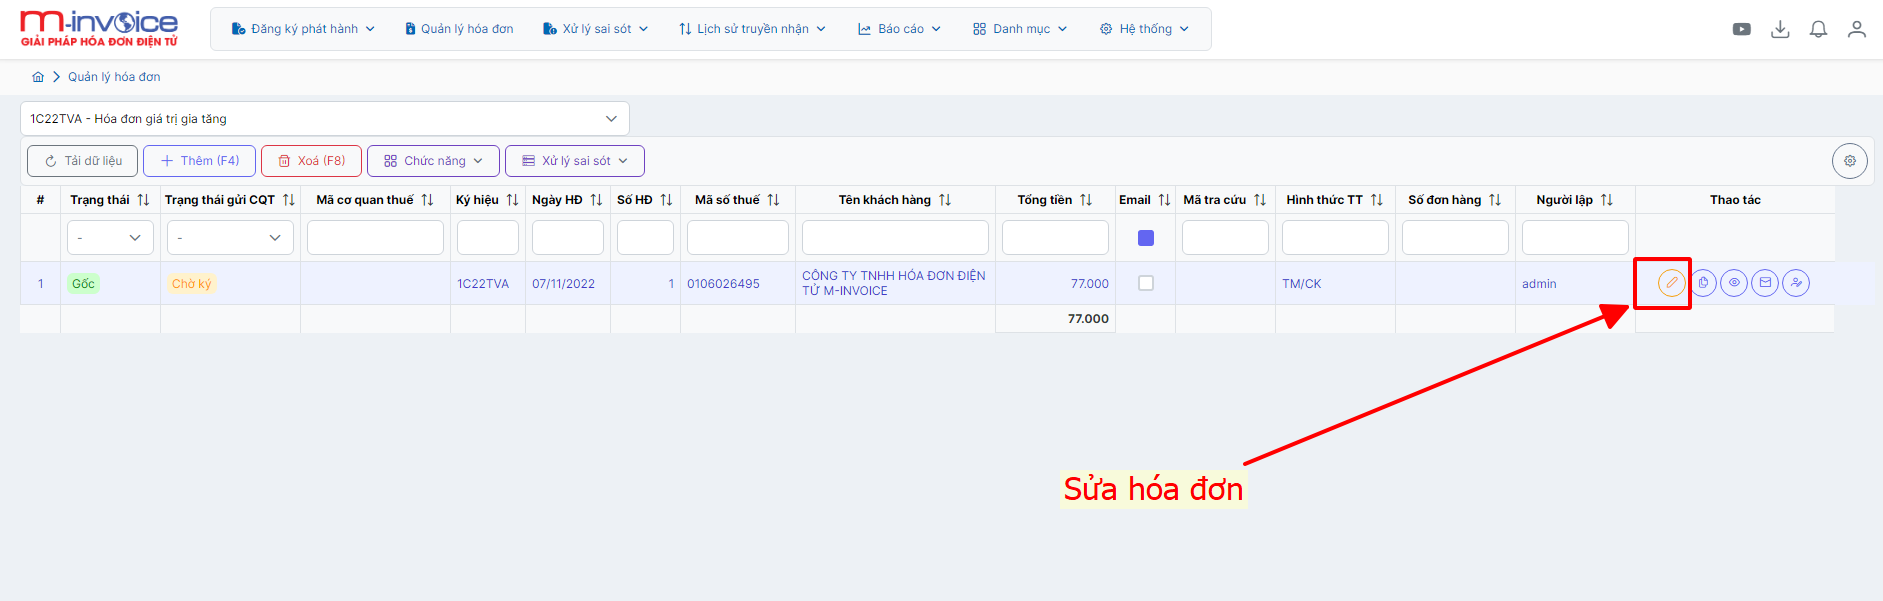 m-invoice
GIẢI PHÁP HÓA ĐƠN ĐIỆN TỬ
Đăng ký phát hành Quản lý hóa đơn Xử lý sai sót Lịch sử truyền nhận Báo cáo Danh mục Hệ thống
Quản lý hóa đơn
1C22TVA - Hóa đơn giá trị gia tăng
Tải dữ liệu Thêm (F4) Xoá (F8) Chức năng Xử lý sai sót
# Trạng thái Trạng thái gửi CQT Mã cơ quan thuế Ký hiệu Ngày HĐ Số HĐ Mã số thuế Tên khách hàng Tổng tiền Email Mã tra cứu Hình thức TT Số đơn hàng Người lập Thao tác
- -
1 Gốc Chờ ký 1C22TVA 07/11/2022 1 0106026495 CÔNG TY TNHH HÓA ĐƠN ĐIỆN 77.000 TM/CK admin
TỬ M-INVOICE
77.000
Sửa hóa đơn